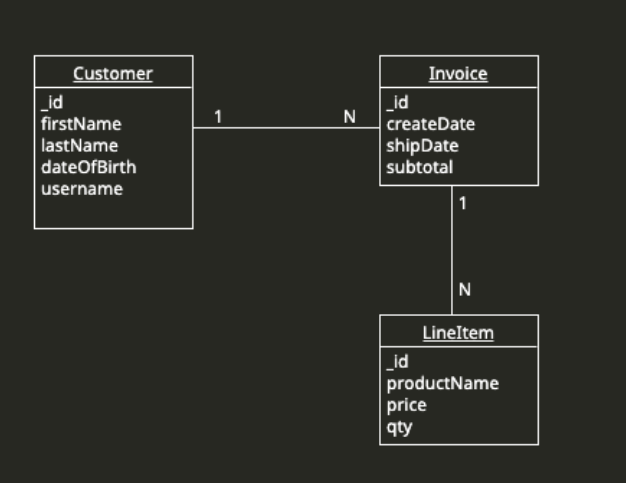 Customer
_id
firstName
lastName
dateOfBirth
username
1
N
Invoice
_id
createDate
shipDate
subtotal
1
N
LineItem
_id
productName
price
qty